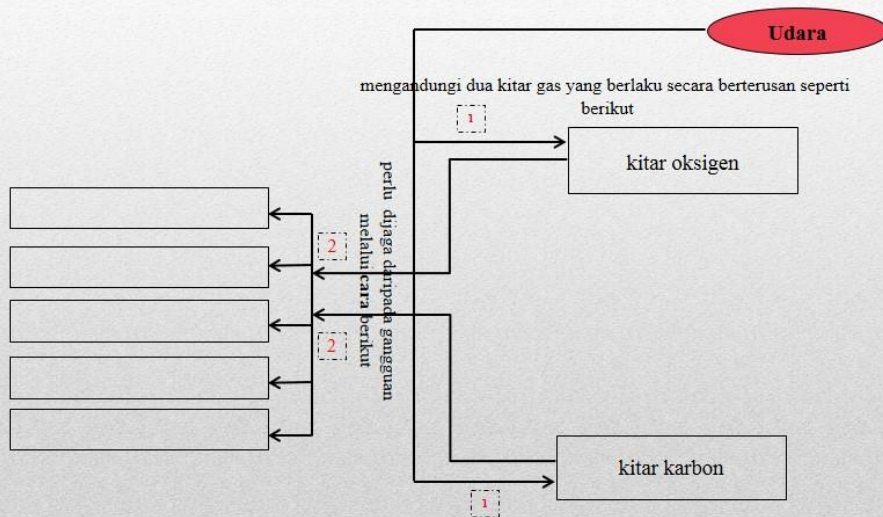 Udara
mengandungi dua kitar gas yang berlaku secara berterusan seperti
berikut
1
kitar oksigen
perlu dijaga daripada gangguan
melalui cara berikut
2
2
kitar karbon
1